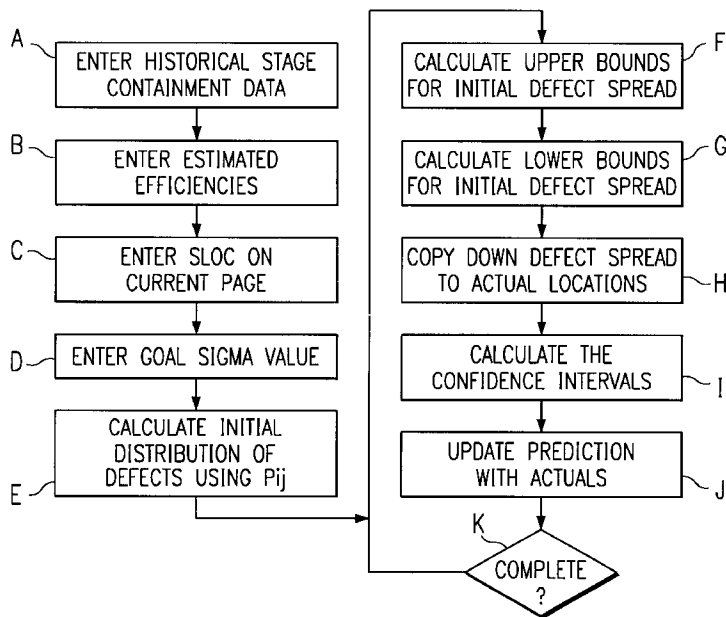 A
ENTER HISTORICAL STAGE
CONTAINMENT DATA
B
ENTER ESTIMATED
EFFICIENCIES
C
ENTER SLOC ON
CURRENT PAGE
D
ENTER GOAL SIGMA VALUE
E
CALCULATE INITIAL
DISTRIBUTION OF
DEFECTS USING Pij
F
CALCULATE UPPER BOUNDS
FOR INITIAL DEFECT SPREAD
G
CALCULATE LOWER BOUNDS
FOR INITIAL DEFECT SPREAD
H
COPY DOWN DEFECT SPREAD
TO ACTUAL LOCATIONS
I
CALCULATE THE
CONFIDENCE INTERVALS
J
UPDATE PREDICTION
WITH ACTUALS
K
COMPLETE
?